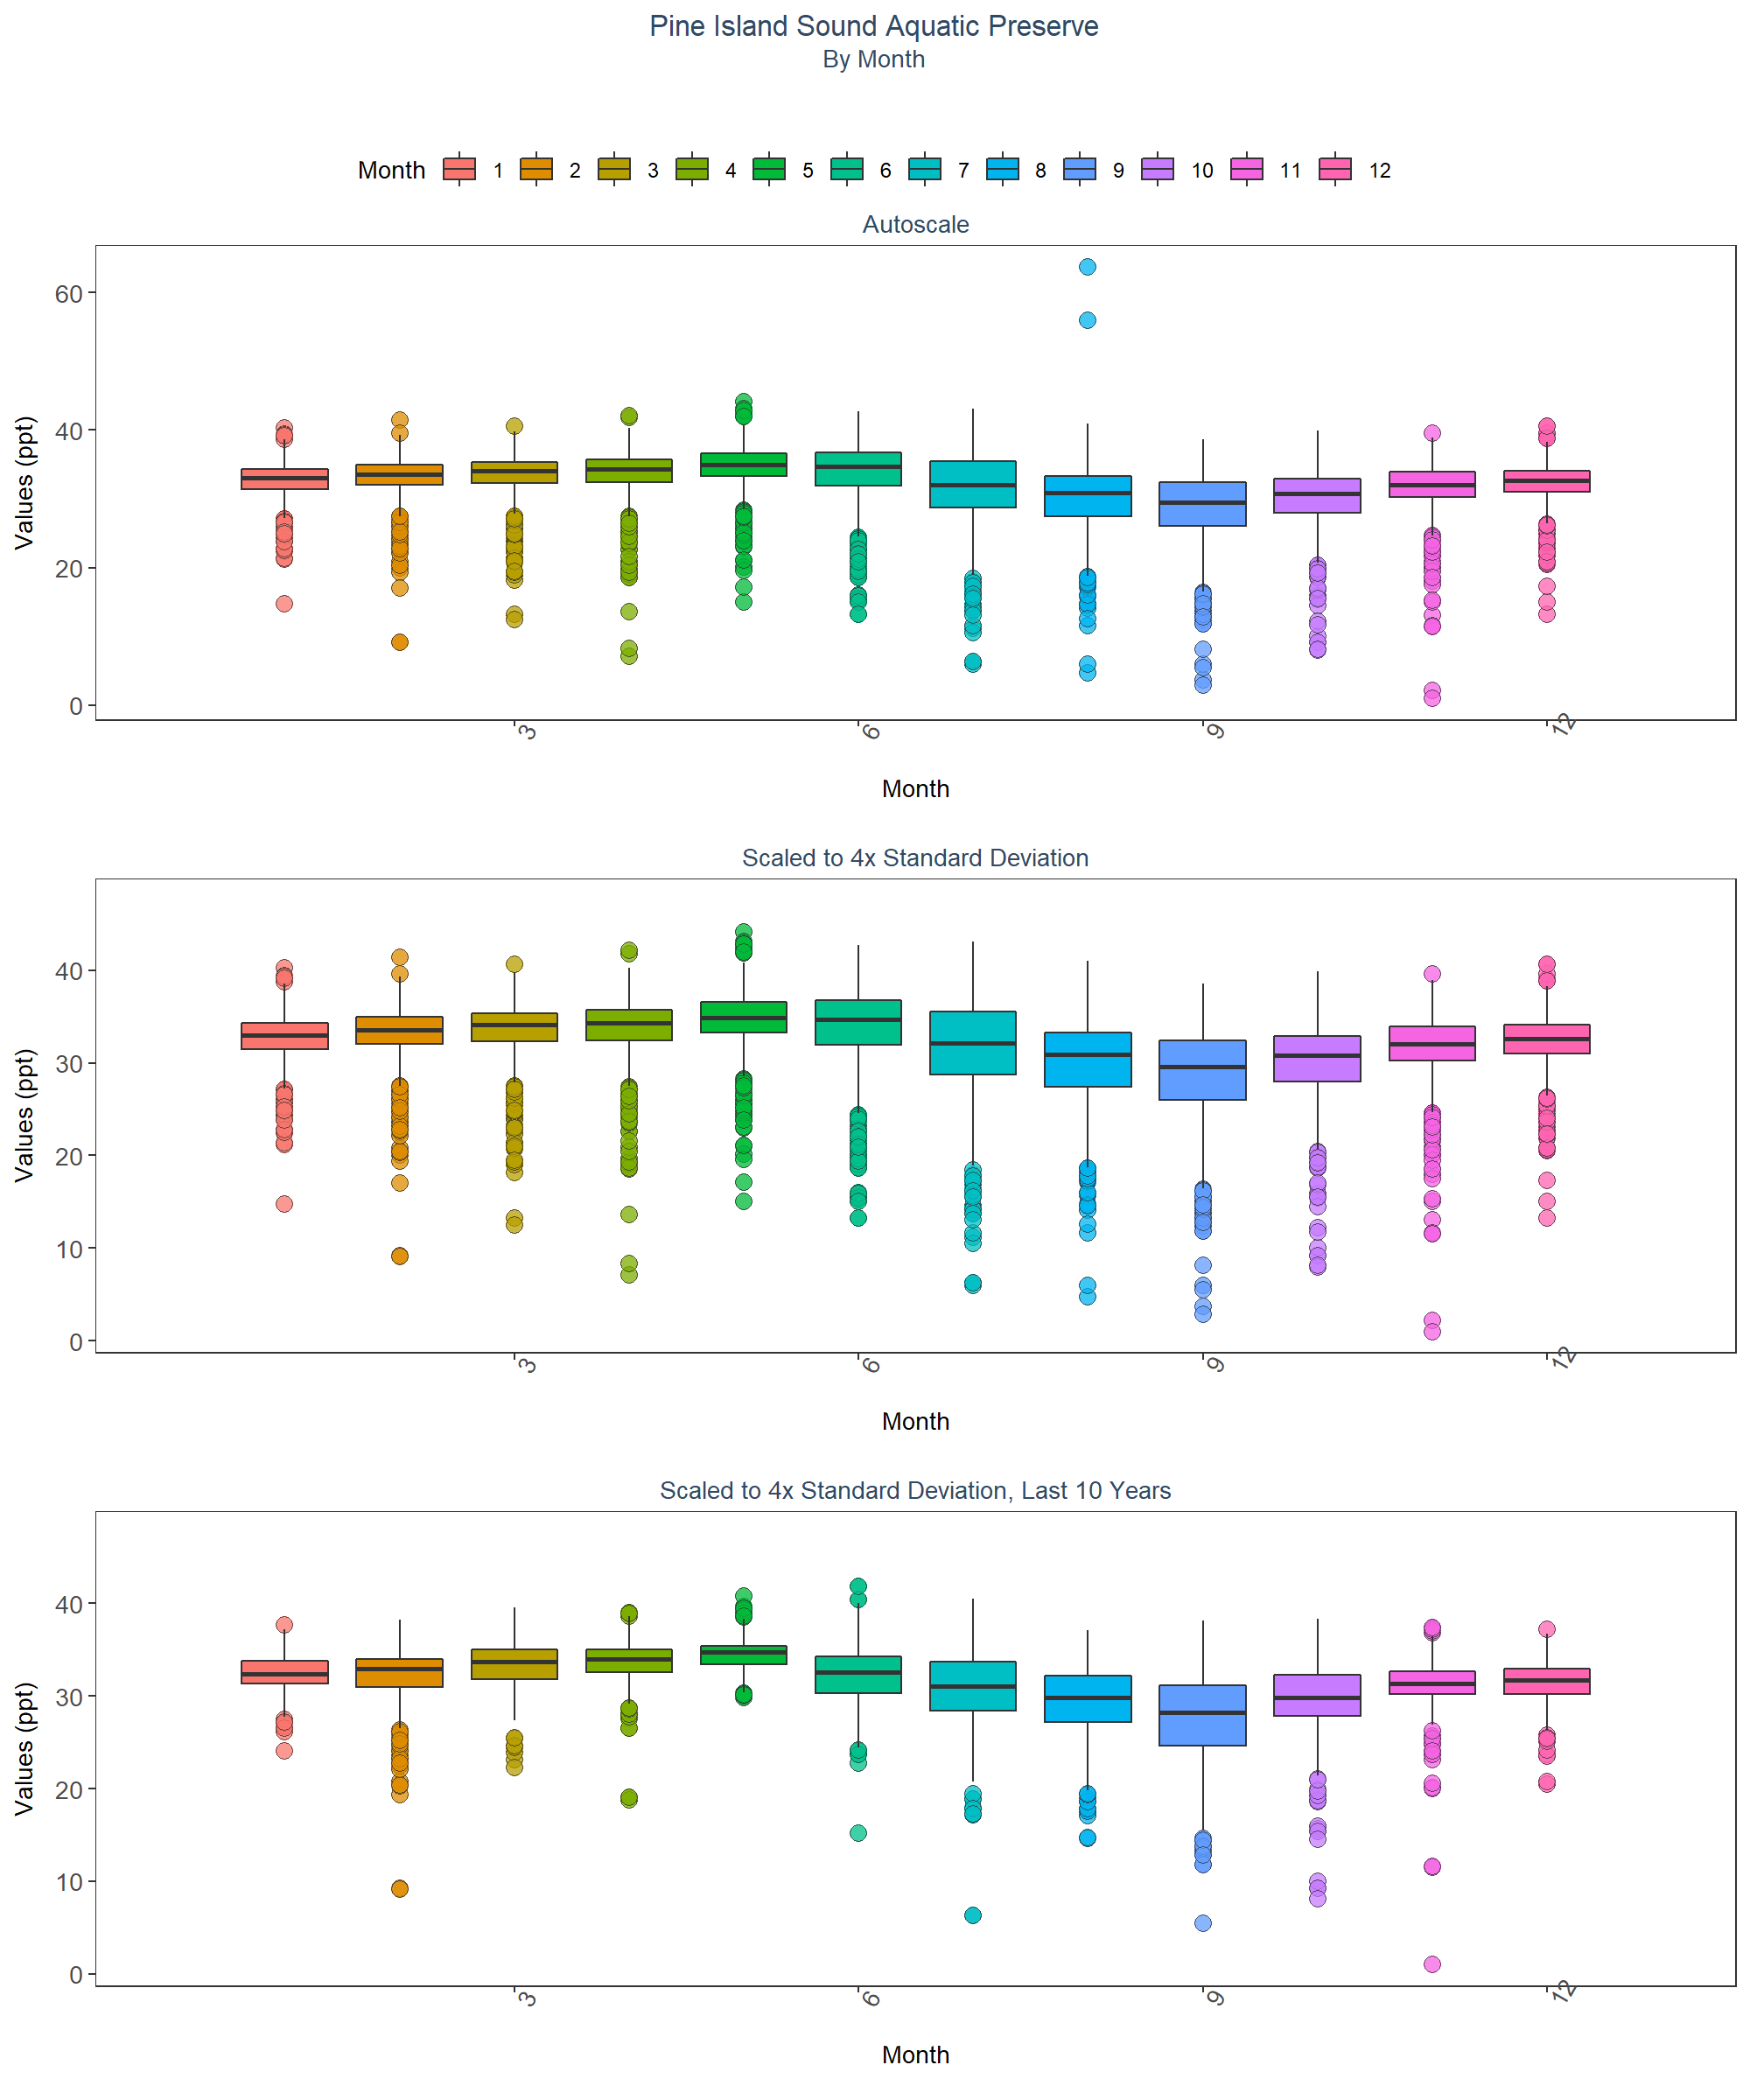 Pine Island Sound Aquatic Preserve
By Month
Month 1 2 3 4 5 6 7 8 9 10 11 12
Autoscale
Values (ppt)
60
40
20
0
3 6 9 12
Month
Scaled to 4x Standard Deviation
Values (ppt)
40
30
20
10
0
3 6 9 12
Month
Scaled to 4x Standard Deviation, Last 10 Years
Values (ppt)
40
30
20
10
0
3 6 9 12
Month